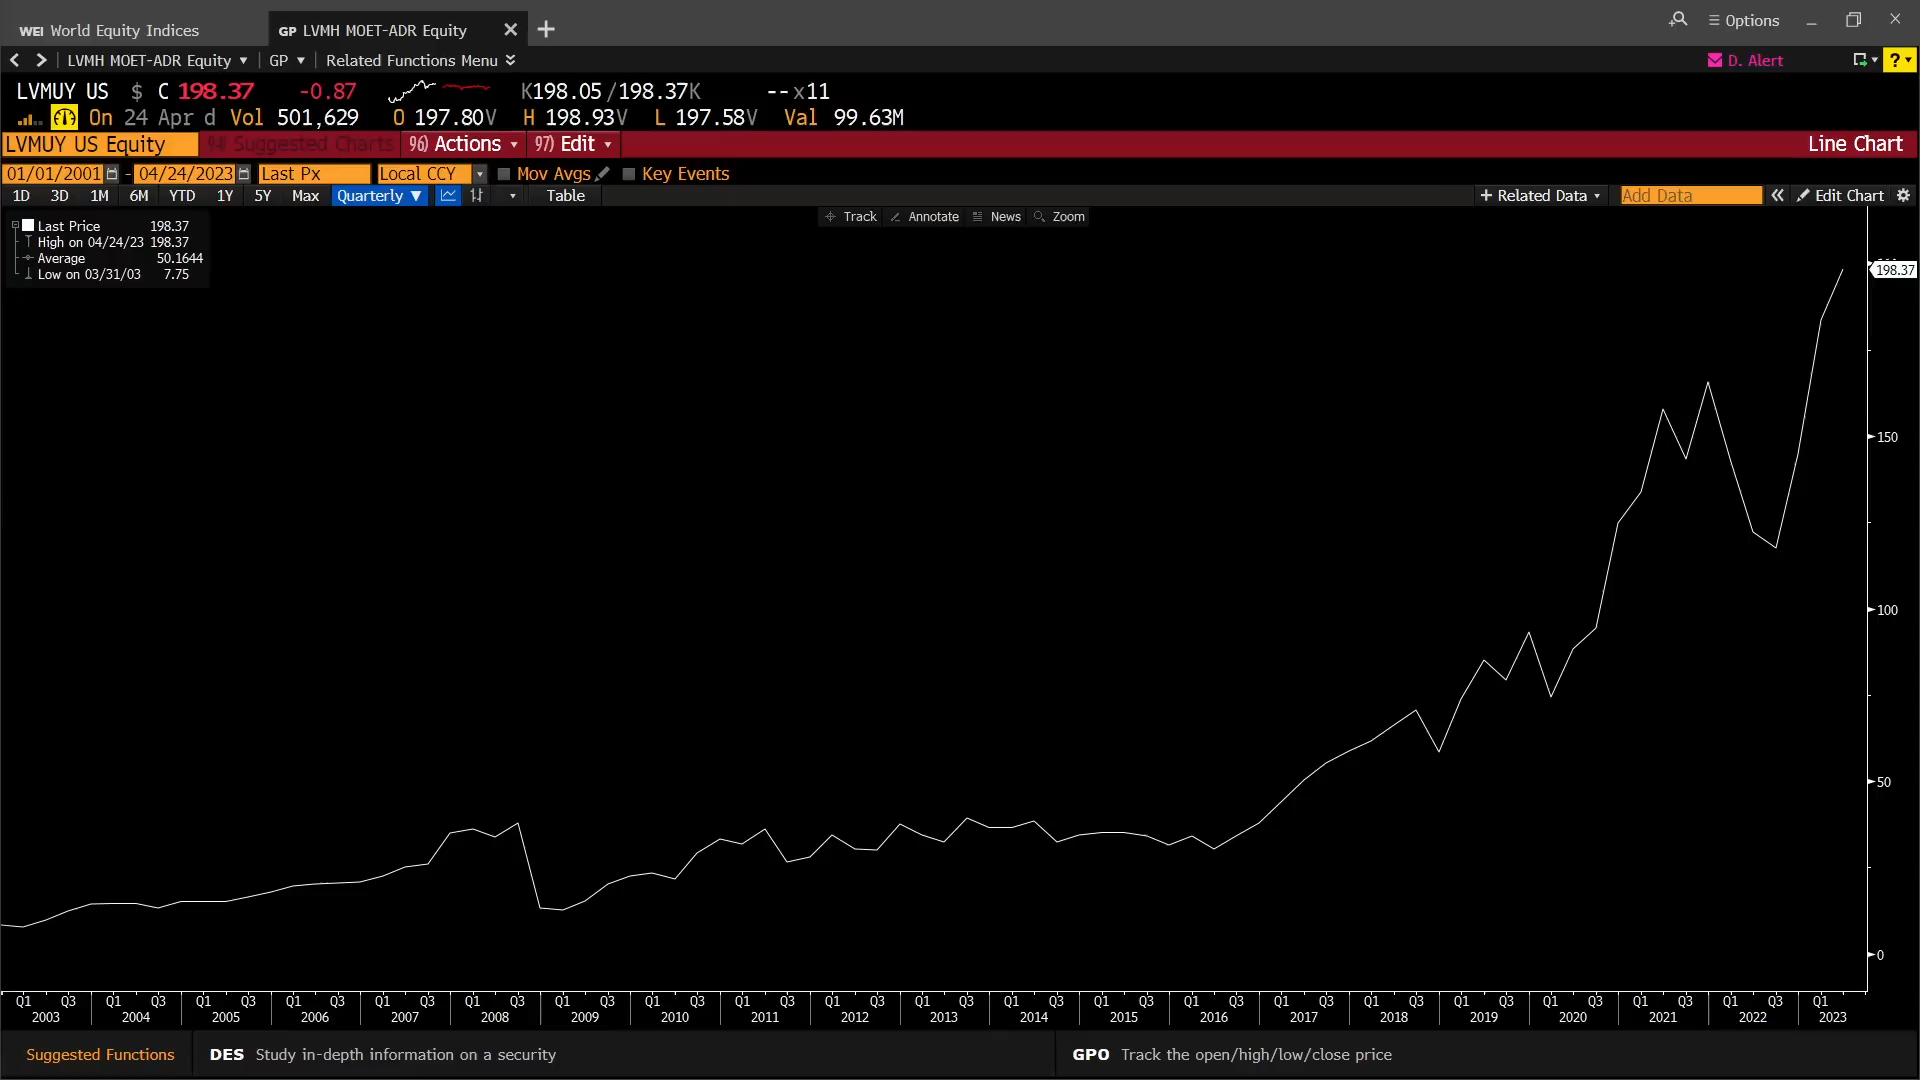 WEI World Equity Indices GP LVMH MOET-ADR Equity Options
LVMH MOET-ADR Equity GP Related Functions Menu D. Alert ?
LVMUY US $ C 198.37 -0.87 K198.05/198.37K --x11
On 24 Apr d Vol 501,629 O 197.80V H 198.93V L 197.58V Val 99.63M
LVMUY US Equity 94) Suggested Charts 96) Actions 97) Edit Line Chart
01/01/2001 - 04/24/2023 Last Px Local CCY Mov Avgs Key Events
1D 3D 1M 6M YTD 1Y 5Y Max Quarterly Table + Related Data Add Data Edit Chart
Track Annotate News Zoom
Last Price 198.37
High on 04/24/23 198.37
Average 50.1644
Low on 03/31/03 7.75
198.37
150
100
50
0
Q1 Q3 Q1 Q3 Q1 Q3 Q1 Q3 Q1 Q3 Q1 Q3 Q1 Q3 Q1 Q3 Q1 Q3 Q1 Q3 Q1 Q3 Q1 Q3 Q1 Q3 Q1 Q3 Q1 Q3 Q1 Q3 Q1 Q3 Q1 Q3 Q1 Q3 Q1 Q3 Q1
2003 2004 2005 2006 2007 2008 2009 2010 2011 2012 2013 2014 2015 2016 2017 2018 2019 2020 2021 2022 2023
Suggested Functions DES Study in-depth information on a security GPO Track the open/high/low/close price